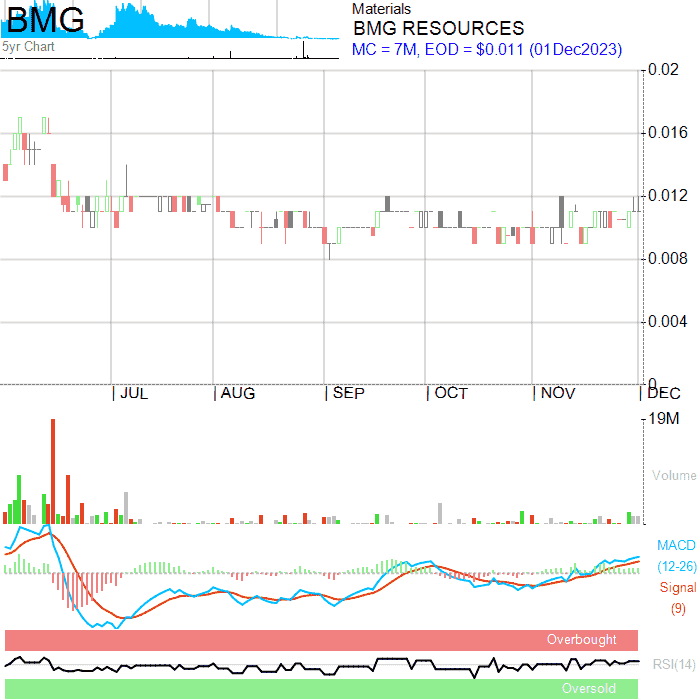 BMG
5yr Chart
Materials
BMG RESOURCES
MC = 7M, EOD = $0.011 (01Dec2023)
0.02
0.016
0.012
0.008
0.004
0
JUL AUG SEP OCT NOV DEC
19M
Volume
MACD
(12-26)
Signal
(9)
Overbought
RSI(14)
Oversold